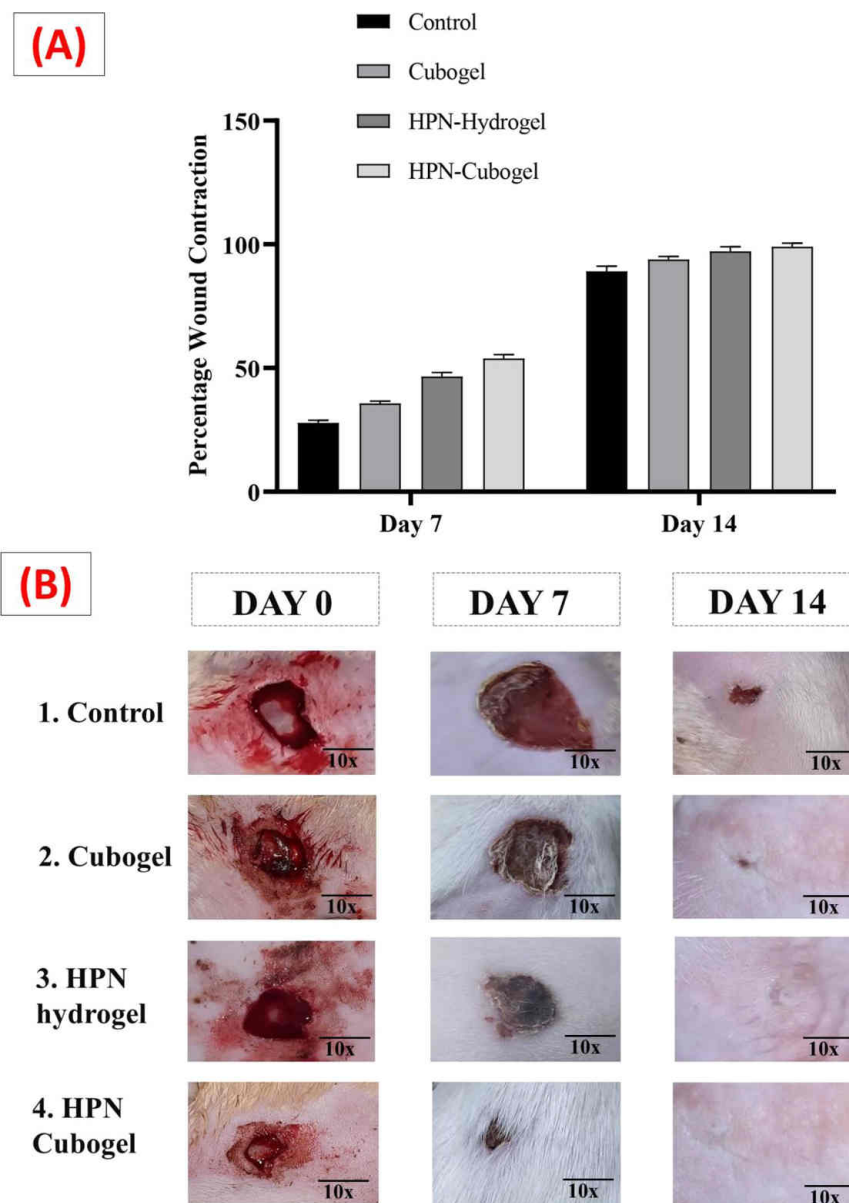 (A)
Control
Cubogel
HPN-Hydrogel
HPN-Cubogel
150
100
50
0
Percentage Wound Contraction
Day 7
Day 14
(B)
DAY 0
DAY 7
DAY 14
1. Control
10x
10x
10x
2. Cubogel
10x
10x
10x
3. HPN
hydrogel
10x
10x
10x
4. HPN
Cubogel
10x
10x
10x